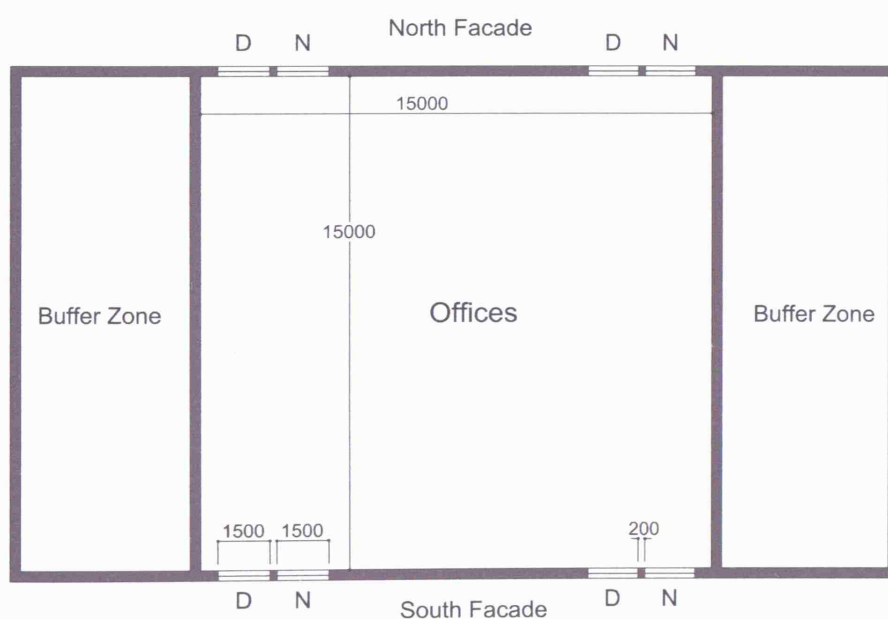 North Facade
D N D N
15000
15000
Buffer Zone Offices Buffer Zone
1500 1500 200
D N D N
South Facade